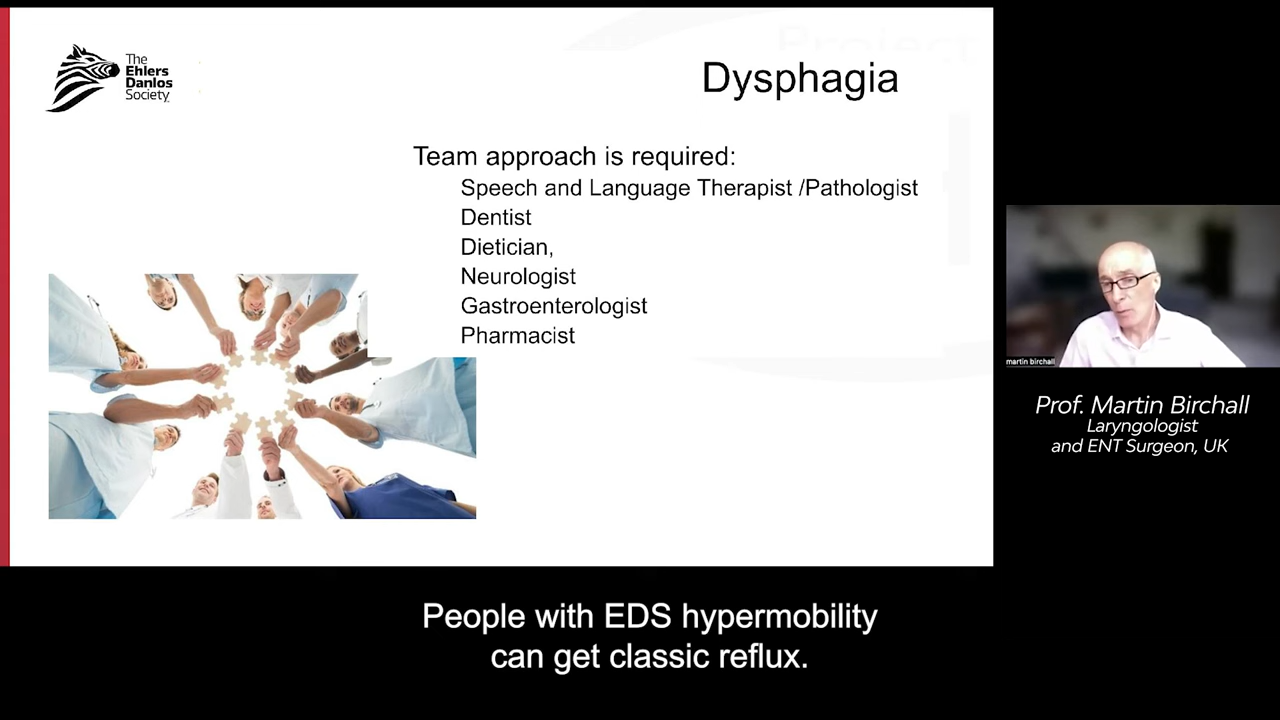 The
Ehlers
Danlos
Society
Dysphagia
Team approach is required:
Speech and Language Therapist /Pathologist
Dentist
Dietician,
Neurologist
Gastroenterologist
Pharmacist
martin birchall
Prof. Martin Birchall
Laryngologist
and ENT Surgeon, UK
People with EDS hypermobility
can get classic reflux.